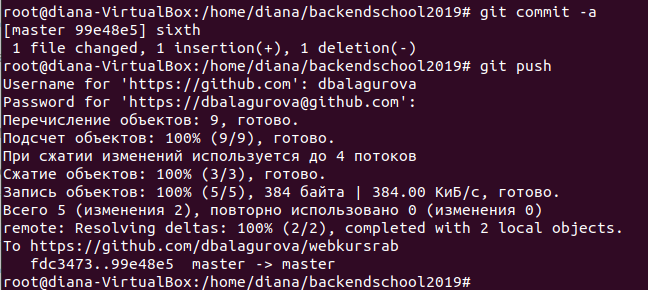 root@diana-VirtualBox:/home/diana/backendschool2019# git commit -a
[master 99e48e5] sixth
 1 file changed, 1 insertion(+), 1 deletion(-)
root@diana-VirtualBox:/home/diana/backendschool2019# git push
Username for 'https://github.com': dbalagurova
Password for 'https://dbalagurova@github.com':
Перечисление объектов: 9, готово.
Подсчет объектов: 100% (9/9), готово.
При сжатии изменений используется до 4 потоков
Сжатие объектов: 100% (3/3), готово.
Запись объектов: 100% (5/5), 384 байта | 384.00 КиБ/с, готово.
Всего 5 (изменения 2), повторно использовано 0 (изменения 0)
remote: Resolving deltas: 100% (2/2), completed with 2 local objects.
To https://github.com/dbalagurova/webkursrab
   fdc3473..99e48e5  master -> master
root@diana-VirtualBox:/home/diana/backendschool2019#